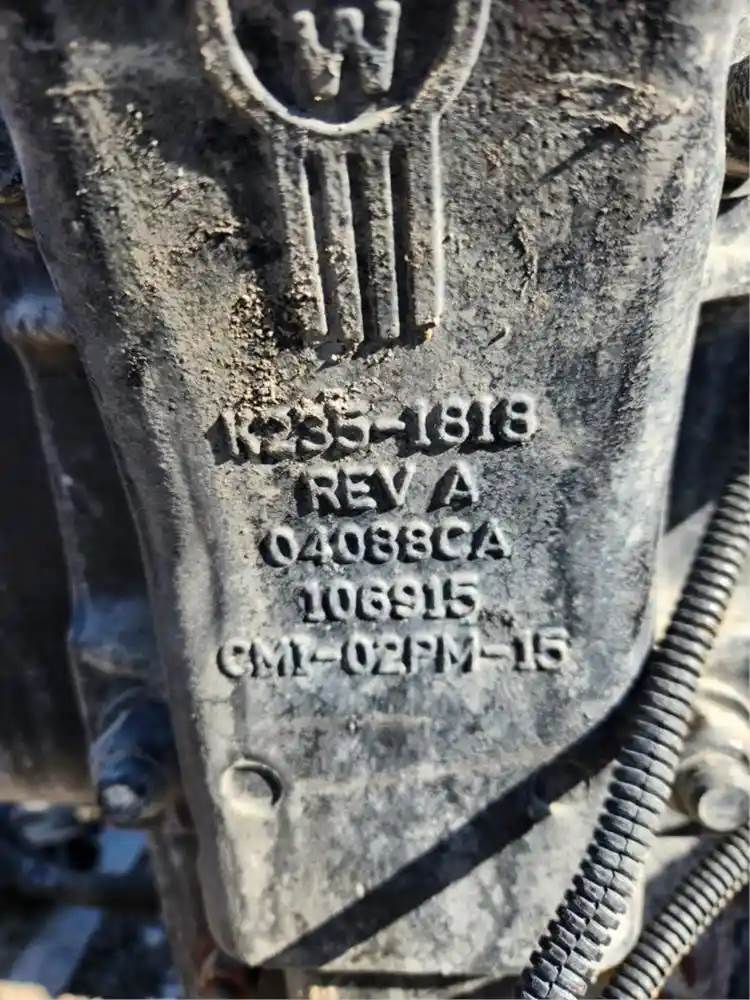 W
K235-1818
REV A
04088CA
106915
CMI-02PM-15